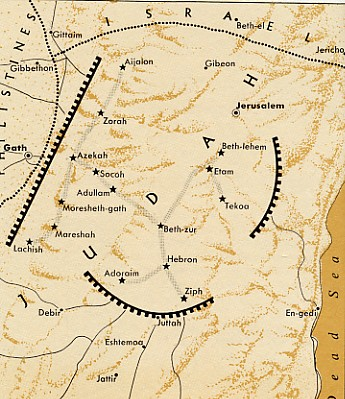 ISRAEL
Gittaim
Beth-el
Jericho
Gibbethon
Aijalon
Gibeon
Jerusalem
PHILISTINES
Zorah
Gath
Azekah
Socoh
Beth-lehem
Etam
Adullam
Moresheth-gath
Tekoa
Mareshah
Beth-zur
Lachish
Hebron
Adoraim
Ziph
JUDAH
Debir
Juttah
En-gedi
Eshtemoa
Jattir
Dead Sea